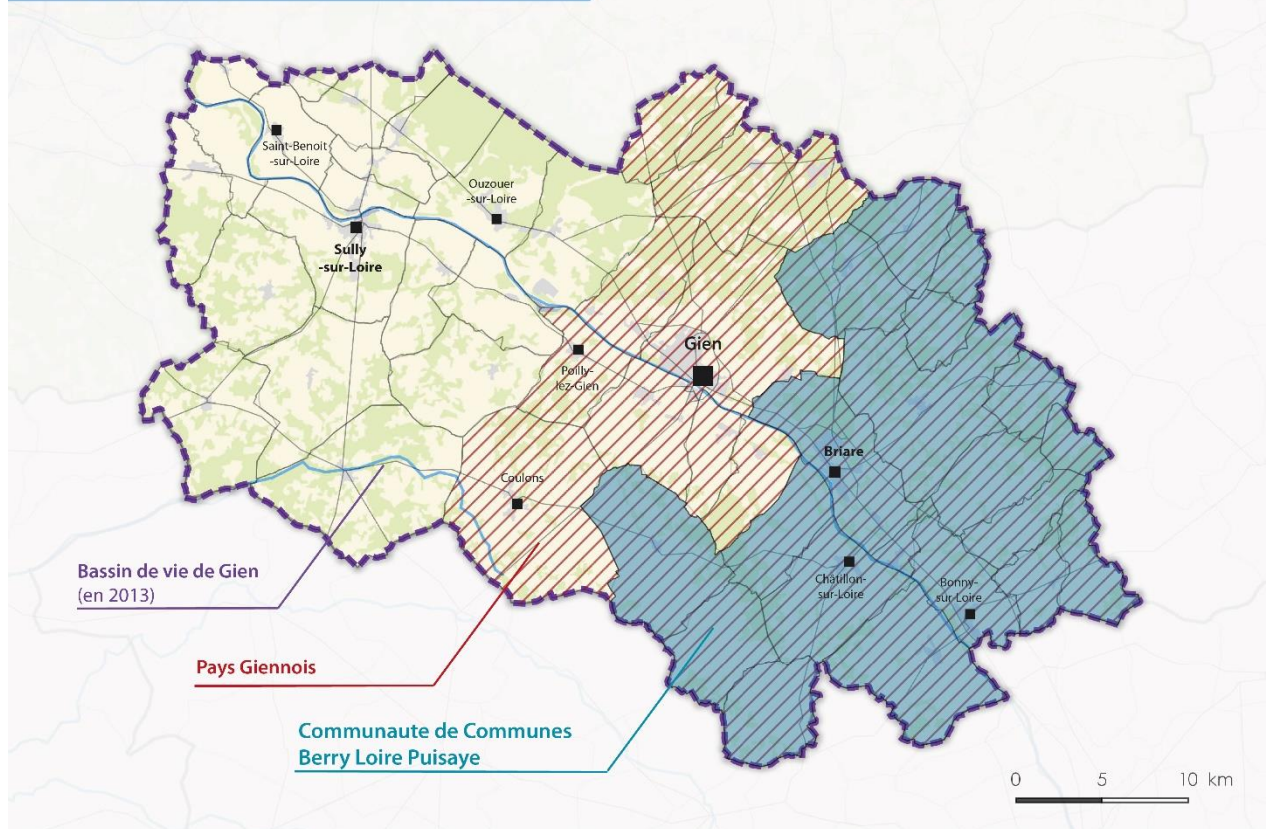 Saint-Benoit
-sur-Loire
Ouzouer
-sur-Loire
Sully
-sur-Loire
Gien
Poilly-
lez-Gien
Briare
Coulons
Châtillon-
sur-Loire
Bonny-
sur-Loire
Bassin de vie de Gien
(en 2013)
Pays Giennois
Communaute de Communes
Berry Loire Puisaye
0 5 10 km